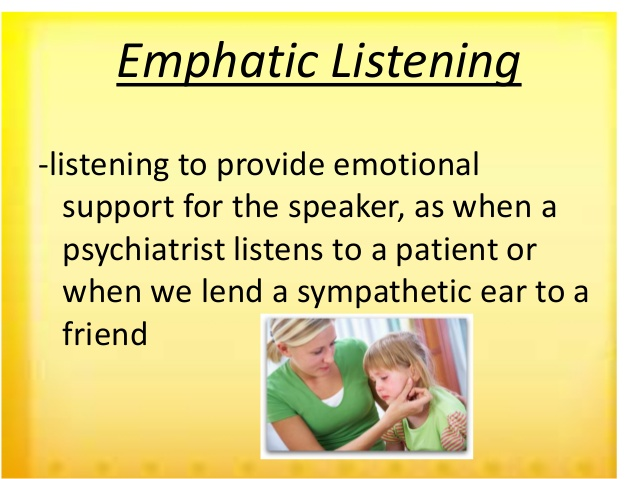 Emphatic Listening
-listening to provide emotional
support for the speaker, as when a
psychiatrist listens to a patient or
when we lend a sympathetic ear to a
friend